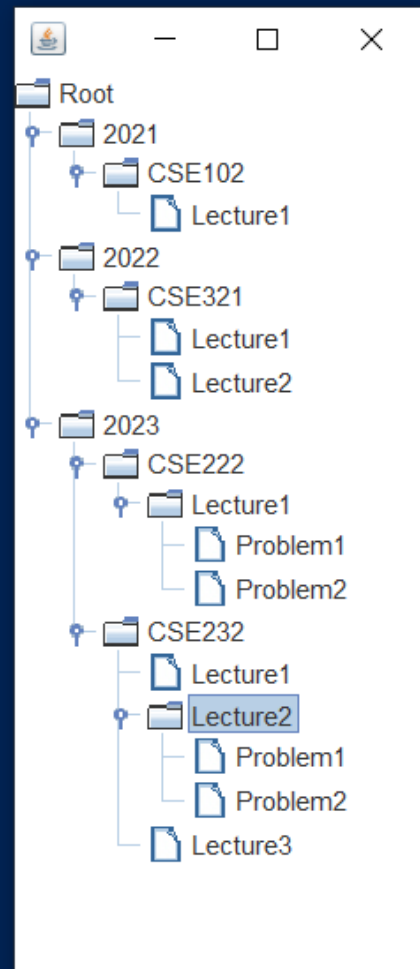 Root
2021
CSE102
Lecture1
2022
CSE321
Lecture1
Lecture2
2023
CSE222
Lecture1
Problem1
Problem2
CSE232
Lecture1
Lecture2
Problem1
Problem2
Lecture3